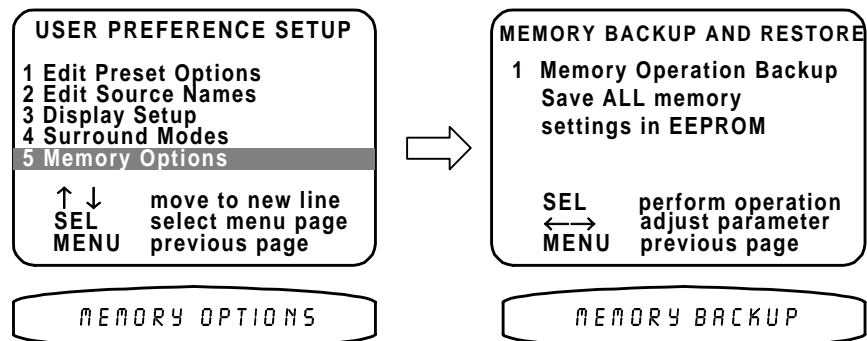 USER PREFERENCE SETUP
1 Edit Preset Options
2 Edit Source Names
3 Display Setup
4 Surround Modes
5 Memory Options
↑ ↓ move to new line
SEL select menu page
MENU previous page
MEMORY OPTIONS
MEMORY BACKUP AND RESTORE
1 Memory Operation Backup
Save ALL memory
settings in EEPROM
SEL perform operation
←→ adjust parameter
MENU previous page
MEMORY BACKUP